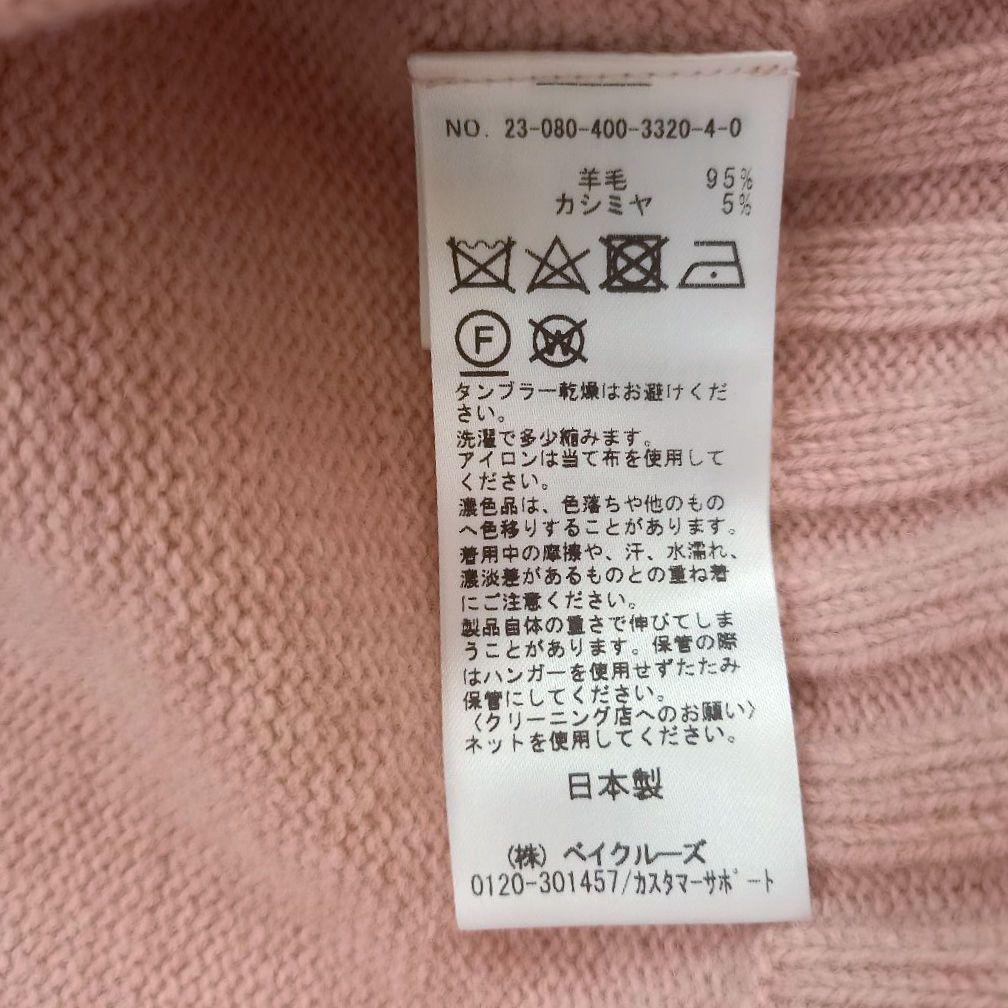 NO. 23-080-400-3320-4-0
羊毛 95%
カシミヤ 5%
F
W
タンブラー乾燥はお避けくだ
さい。
洗濯で多少縮みます。
アイロンは当て布を使用して
ください。
濃色品は、色落ちや他のもの
へ色移りすることがあります。
着用中の摩擦や、汗、水濡れ、
濃淡差があるものとの重ね着
にご注意ください。
製品自体の重さで伸びてしま
うことがあります。保管の際
はハンガーを使用せずたたみ
保管にしてください。
〈クリーニング店へのお願い〉
ネットを使用してください。
日本製
(株) ベイクルーズ
0120-301457/カスタマーサポート